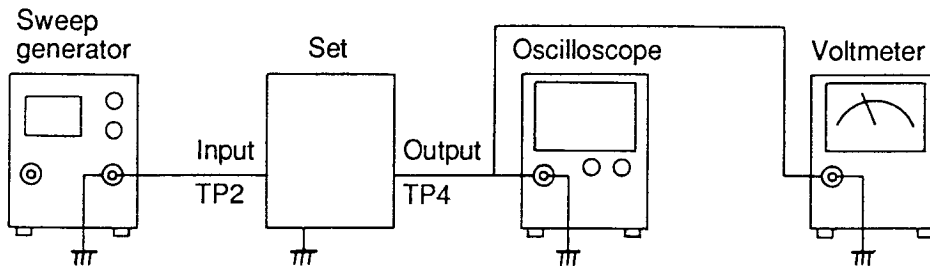 Sweep
generator
Set
Oscilloscope
Voltmeter
Input
TP2
Output
TP4